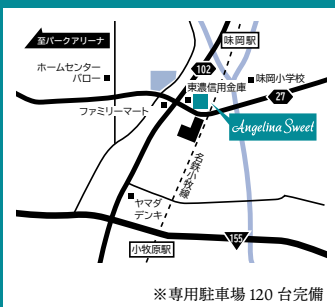 至パークアリーナ
味岡駅
ホームセンター
バロー
102
味岡小学校
東濃信用金庫
27
ファミリーマート
Angelina Sweet
名鉄小牧線
ヤマダ
デンキ
155
小牧原駅
※専用駐車場120台完備